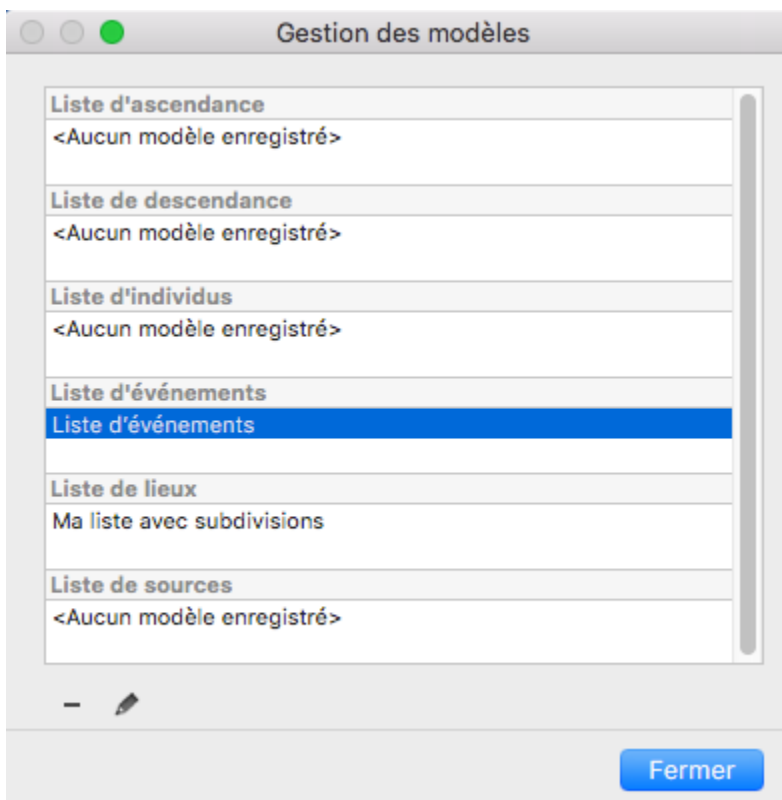 Gestion des modèles
Liste d'ascendance
<Aucun modèle enregistré>
Liste de descendance
<Aucun modèle enregistré>
Liste d'individus
<Aucun modèle enregistré>
Liste d'événements
Liste d’événements
Liste de lieux
Ma liste avec subdivisions
Liste de sources
<Aucun modèle enregistré>
Fermer